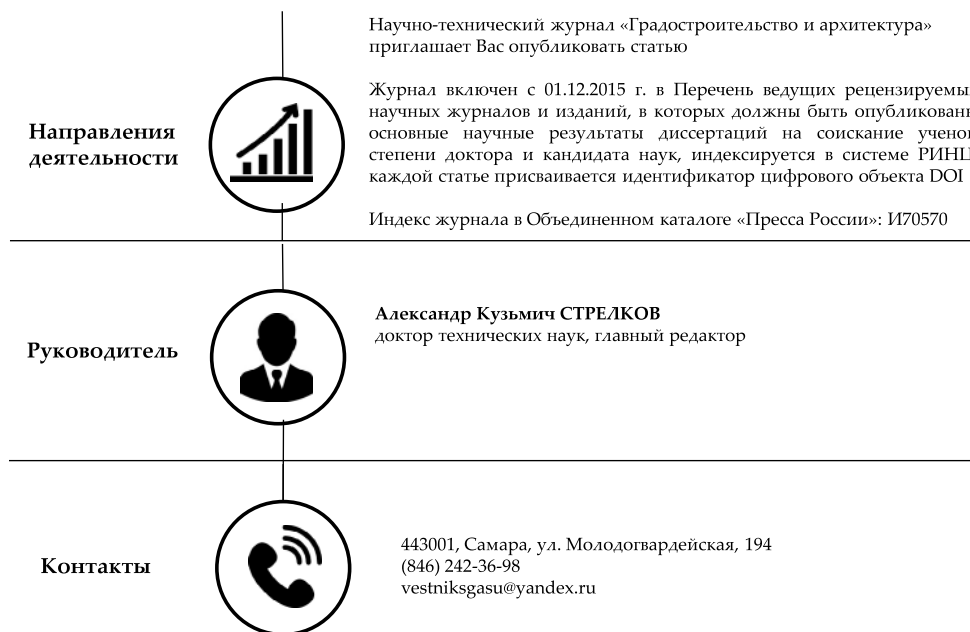 Научно-технический журнал «Градостроительство и архитектура»
приглашает Вас опубликовать статью
Журнал включен с 01.12.2015 г. в Перечень ведущих рецензируемы
научных журналов и изданий, в которых должны быть опубликован
основные научные результаты диссертаций на соискание учено
степени доктора и кандидата наук, индексируется в системе РИНЦ
каждой статье присваивается идентификатор цифрового объекта DOI
Индекс журнала в Объединенном каталоге «Пресса России»: И70570
Направления
деятельности
Руководитель
Александр Кузьмич СТРЕЛКОВ
доктор технических наук, главный редактор
Контакты
443001, Самара, ул. Молодогвардейская, 194
(846) 242-36-98
vestniksgasu@yandex.ru